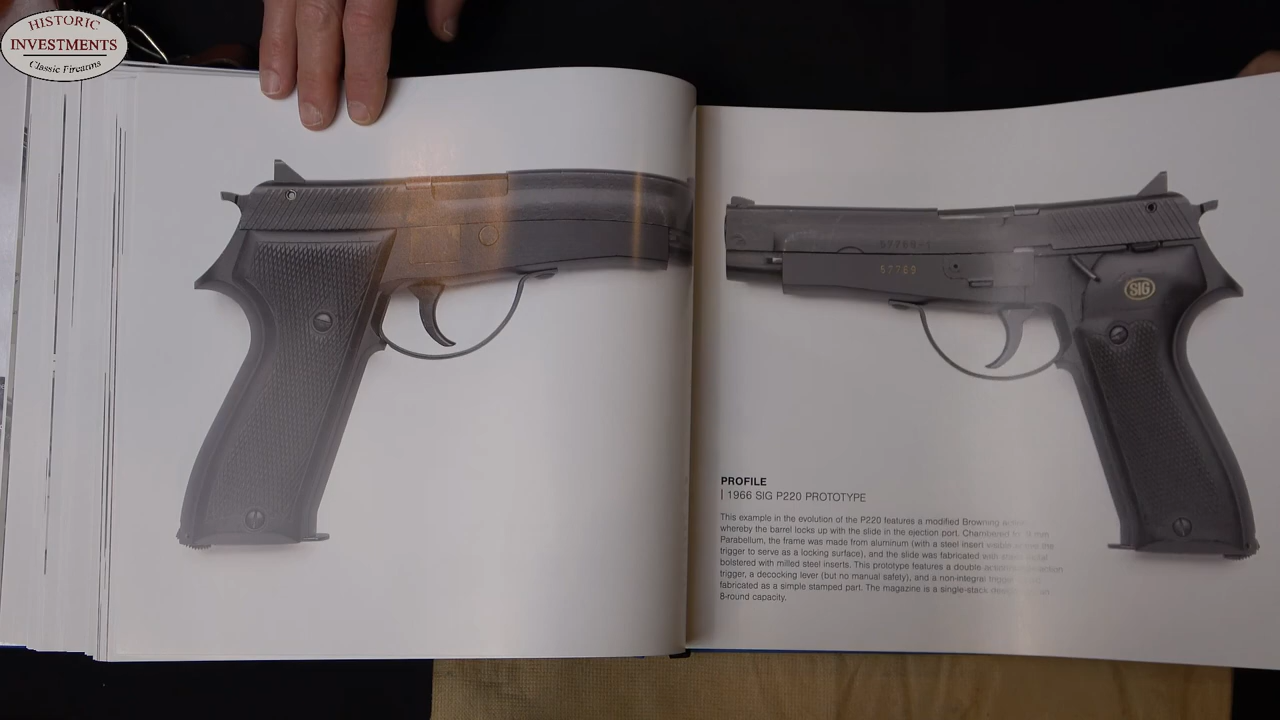 HISTORIC
INVESTMENTS
Classic Firearms
57769
SIG
PROFILE
| 1966 SIG P220 PROTOTYPE
This example in the evolution of the P220 features a modified Browning
whereby the barrel locks up with the slide in the ejection port. Chambered
Parabellum, the frame was made from aluminum (with a steel insert visible the
trigger to serve as a locking surface), and the slide was fabricated
bolstered with milled steel inserts. This prototype features a double
trigger, a decocking lever (but no manual safety), and a non-integral
fabricated as a simple stamped part. The magazine is a single-stack
8-round capacity.